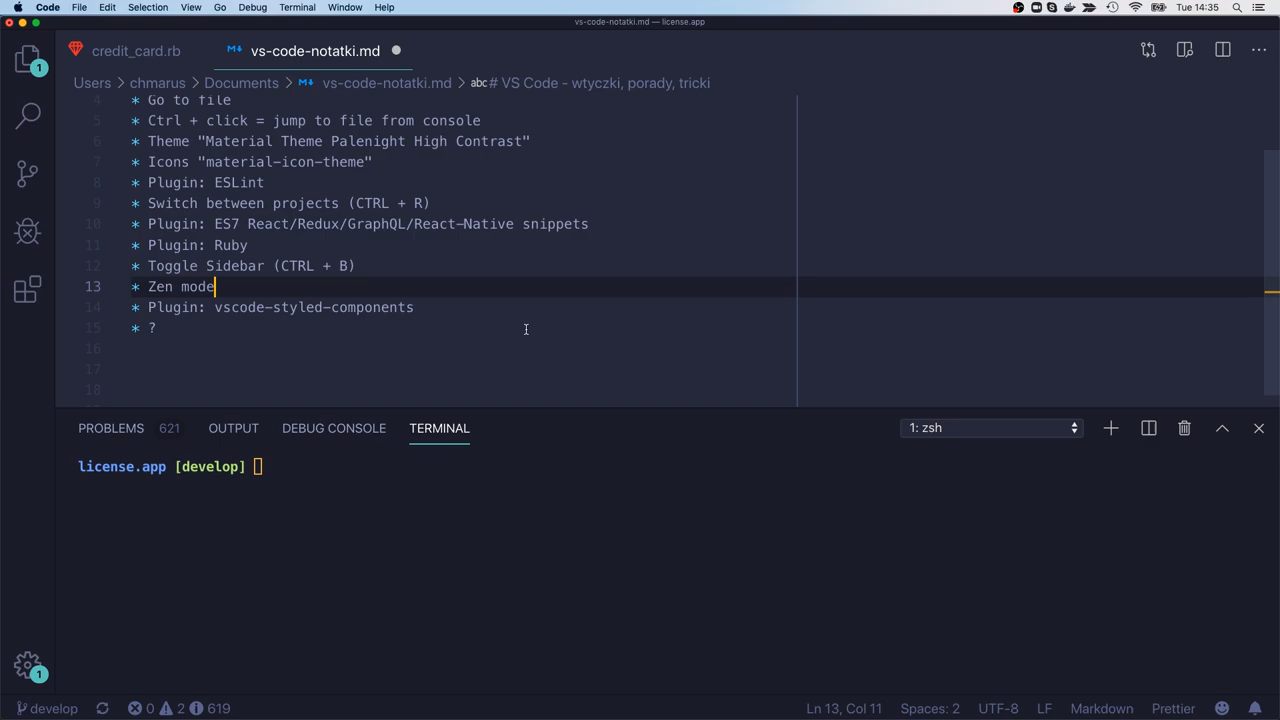 Code File Edit Selection View Go Debug Terminal Window Help Tue 14:35
vs-code-notatki.md — license.app
credit_card.rb vs-code-notatki.md
Users > chmarus > Documents > vs-code-notatki.md > abc # VS Code - wtyczki, porady, tricki
4 * Go to file
5 * Ctrl + click = jump to file from console
6 * Theme "Material Theme Palenight High Contrast"
7 * Icons "material-icon-theme"
8 * Plugin: ESLint
9 * Switch between projects (CTRL + R)
10 * Plugin: ES7 React/Redux/GraphQL/React-Native snippets
11 * Plugin: Ruby
12 * Toggle Sidebar (CTRL + B)
13 * Zen mode
14 * Plugin: vscode-styled-components
15 * ?
16
17
18
PROBLEMS 621 OUTPUT DEBUG CONSOLE TERMINAL 1: zsh
license.app [develop]
1
1
develop 0 2 619 Ln 13, Col 11 Spaces: 2 UTF-8 LF Markdown Prettier